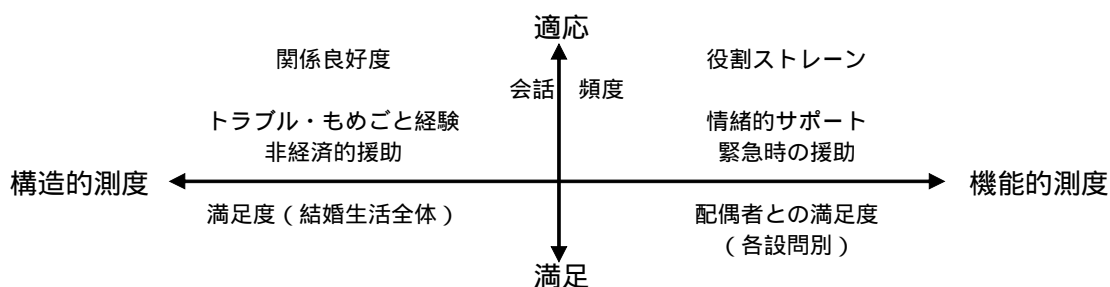 適応
関係良好度
役割ストレーン
会話 頻度
トラブル・もめごと経験
非経済的援助
情緒的サポート
緊急時の援助
構造的測度
機能的測度
満足度(結婚生活全体)
配偶者との満足度
(各設問別)
満足